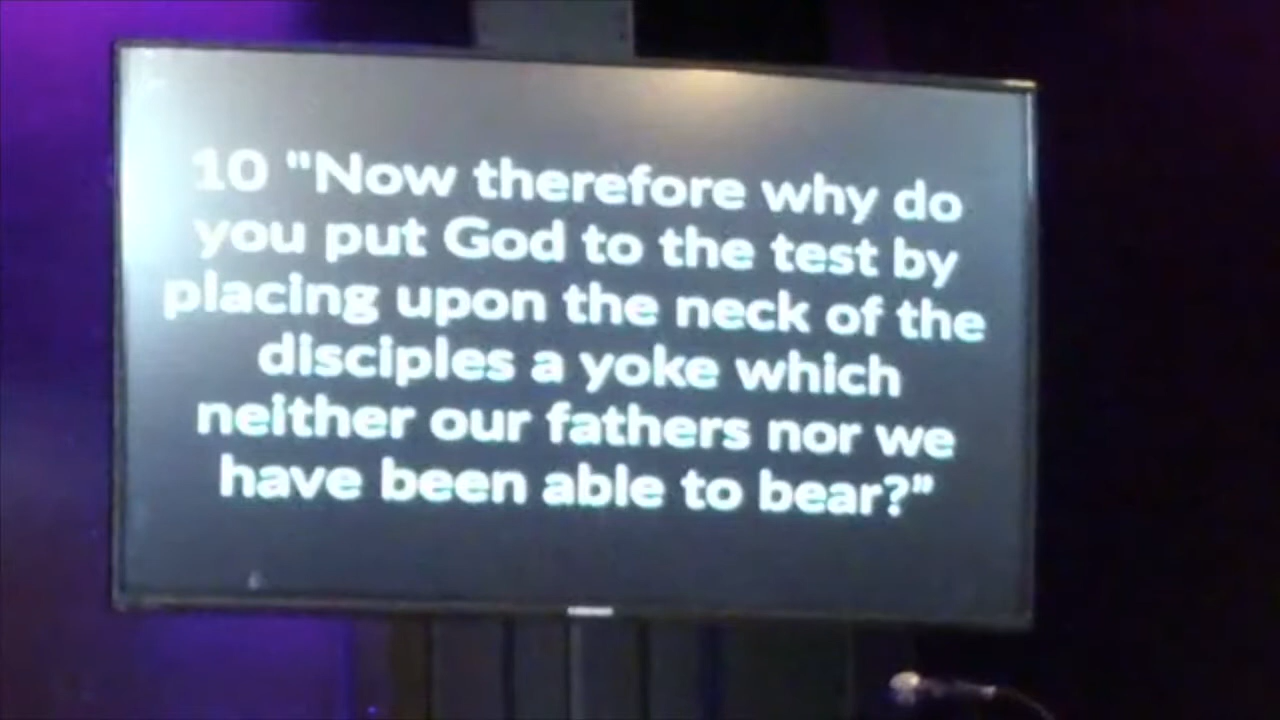 10 "Now therefore why do
you put God to the test by
placing upon the neck of the
disciples a yoke which
neither our fathers nor we
have been able to bear?”